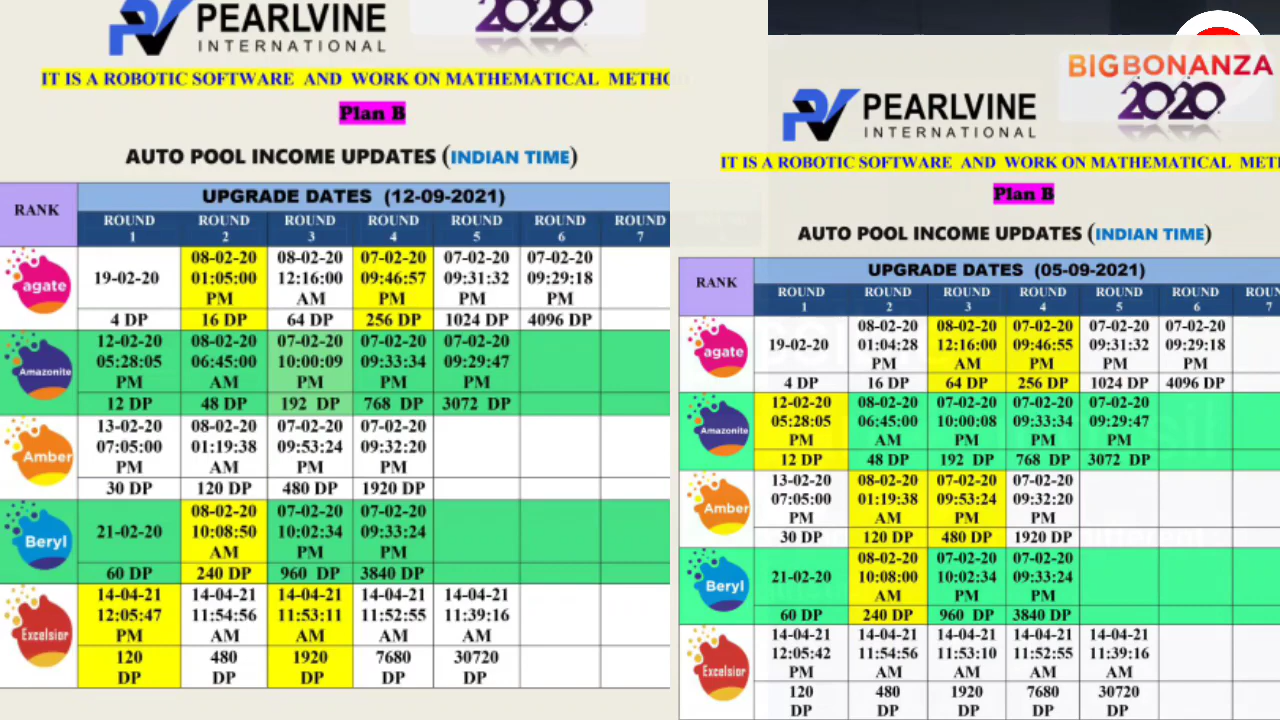 PEARLVINE
INTERNATIONAL
2020
IT IS A ROBOTIC SOFTWARE AND WORK ON MATHEMATICAL METHO
Plan B
AUTO POOL INCOME UPDATES (INDIAN TIME)
RANK
UPGRADE DATES (12-09-2021)
ROUND 1 ROUND 2 ROUND 3 ROUND 4 ROUND 5 ROUND 6 ROUND 7
agate
19-02-20 08-02-20 01:05:00 PM 08-02-20 12:16:00 AM 07-02-20 09:46:57 PM 07-02-20 09:31:32 PM 07-02-20 09:29:18 PM
4 DP 16 DP 64 DP 256 DP 1024 DP 4096 DP
Amazonite
12-02-20 05:28:05 PM 08-02-20 06:45:00 AM 07-02-20 10:00:09 PM 07-02-20 09:33:34 PM 07-02-20 09:29:47 PM
12 DP 48 DP 192 DP 768 DP 3072 DP
Amber
13-02-20 07:05:00 PM 08-02-20 01:19:38 AM 07-02-20 09:53:24 PM 07-02-20 09:32:20 PM
30 DP 120 DP 480 DP 1920 DP
Beryl
21-02-20 08-02-20 10:08:50 AM 07-02-20 10:02:34 PM 07-02-20 09:33:24 PM
60 DP 240 DP 960 DP 3840 DP
Excelsior
14-04-21 12:05:47 PM 14-04-21 11:54:56 AM 14-04-21 11:53:11 AM 14-04-21 11:52:55 AM 14-04-21 11:39:16 AM
120 DP 480 DP 1920 DP 7680 DP 30720 DP
BIGBONANZA
2020
PEARLVINE
INTERNATIONAL
IT IS A ROBOTIC SOFTWARE AND WORK ON MATHEMATICAL METH
Plan B
AUTO POOL INCOME UPDATES (INDIAN TIME)
RANK
UPGRADE DATES (05-09-2021)
ROUND 1 ROUND 2 ROUND 3 ROUND 4 ROUND 5 ROUND 6 ROUN 7
agate
19-02-20 08-02-20 01:04:28 PM 08-02-20 12:16:00 AM 07-02-20 09:46:55 PM 07-02-20 09:31:32 PM 07-02-20 09:29:18 PM
4 DP 16 DP 64 DP 256 DP 1024 DP 4096 DP
Amazonite
12-02-20 05:28:05 PM 08-02-20 06:45:00 AM 07-02-20 10:00:08 PM 07-02-20 09:33:34 PM 07-02-20 09:29:47 PM
12 DP 48 DP 192 DP 768 DP 3072 DP
Amber
13-02-20 07:05:00 PM 08-02-20 01:19:38 AM 07-02-20 09:53:24 PM 07-02-20 09:32:20 PM
30 DP 120 DP 480 DP 1920 DP
Beryl
21-02-20 08-02-20 10:08:00 AM 07-02-20 10:02:34 PM 07-02-20 09:33:24 PM
60 DP 240 DP 960 DP 3840 DP
Excelsior
14-04-21 12:05:42 PM 14-04-21 11:54:56 AM 14-04-21 11:53:10 AM 14-04-21 11:52:55 AM 14-04-21 11:39:16 AM
120 DP 480 DP 1920 DP 7680 DP 30720 DP